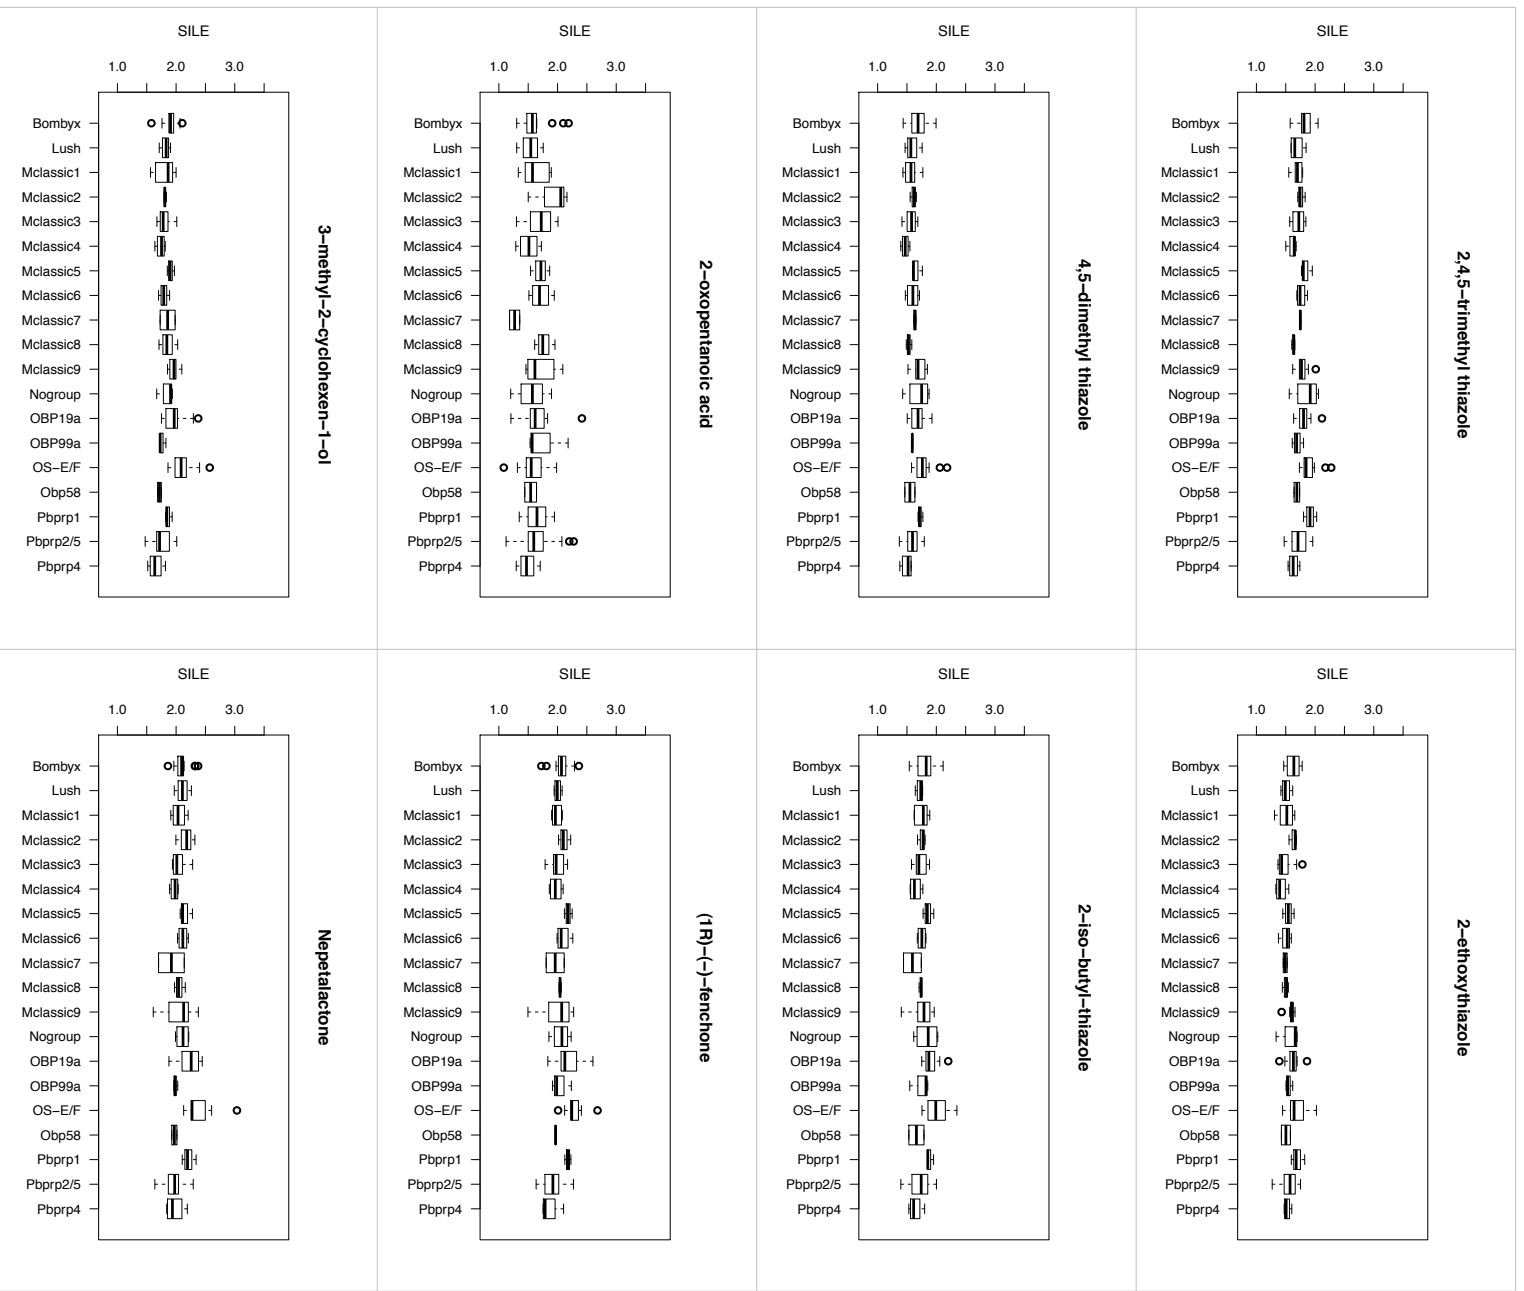 SILE
1.0 2.0 3.0
Bombyx
Lush
Mclassic1
Mclassic2
Mclassic3
Mclassic4
Mclassic5
Mclassic6
Mclassic7
Mclassic8
Mclassic9
Nogroup
OBP19a
OBP99a
OS−E/F
Obp58
Pbprp1
Pbprp2/5
Pbprp4
3−methyl−2−cyclohexen−1−ol
SILE
1.0 2.0 3.0
Bombyx
Lush
Mclassic1
Mclassic2
Mclassic3
Mclassic4
Mclassic5
Mclassic6
Mclassic7
Mclassic8
Mclassic9
Nogroup
OBP19a
OBP99a
OS−E/F
Obp58
Pbprp1
Pbprp2/5
Pbprp4
2−oxopentanoic acid
SILE
1.0 2.0 3.0
Bombyx
Lush
Mclassic1
Mclassic2
Mclassic3
Mclassic4
Mclassic5
Mclassic6
Mclassic7
Mclassic8
Mclassic9
Nogroup
OBP19a
OBP99a
OS−E/F
Obp58
Pbprp1
Pbprp2/5
Pbprp4
4,5−dimethyl thiazole
SILE
1.0 2.0 3.0
Bombyx
Lush
Mclassic1
Mclassic2
Mclassic3
Mclassic4
Mclassic5
Mclassic6
Mclassic7
Mclassic8
Mclassic9
Nogroup
OBP19a
OBP99a
OS−E/F
Obp58
Pbprp1
Pbprp2/5
Pbprp4
2,4,5−trimethyl thiazole
SILE
1.0 2.0 3.0
Bombyx
Lush
Mclassic1
Mclassic2
Mclassic3
Mclassic4
Mclassic5
Mclassic6
Mclassic7
Mclassic8
Mclassic9
Nogroup
OBP19a
OBP99a
OS−E/F
Obp58
Pbprp1
Pbprp2/5
Pbprp4
Nepetalactone
SILE
1.0 2.0 3.0
Bombyx
Lush
Mclassic1
Mclassic2
Mclassic3
Mclassic4
Mclassic5
Mclassic6
Mclassic7
Mclassic8
Mclassic9
Nogroup
OBP19a
OBP99a
OS−E/F
Obp58
Pbprp1
Pbprp2/5
Pbprp4
(1R)−(−)−fenchone
SILE
1.0 2.0 3.0
Bombyx
Lush
Mclassic1
Mclassic2
Mclassic3
Mclassic4
Mclassic5
Mclassic6
Mclassic7
Mclassic8
Mclassic9
Nogroup
OBP19a
OBP99a
OS−E/F
Obp58
Pbprp1
Pbprp2/5
Pbprp4
2−iso−butyl−thiazole
SILE
1.0 2.0 3.0
Bombyx
Lush
Mclassic1
Mclassic2
Mclassic3
Mclassic4
Mclassic5
Mclassic6
Mclassic7
Mclassic8
Mclassic9
Nogroup
OBP19a
OBP99a
OS−E/F
Obp58
Pbprp1
Pbprp2/5
Pbprp4
2−ethoxythiazole